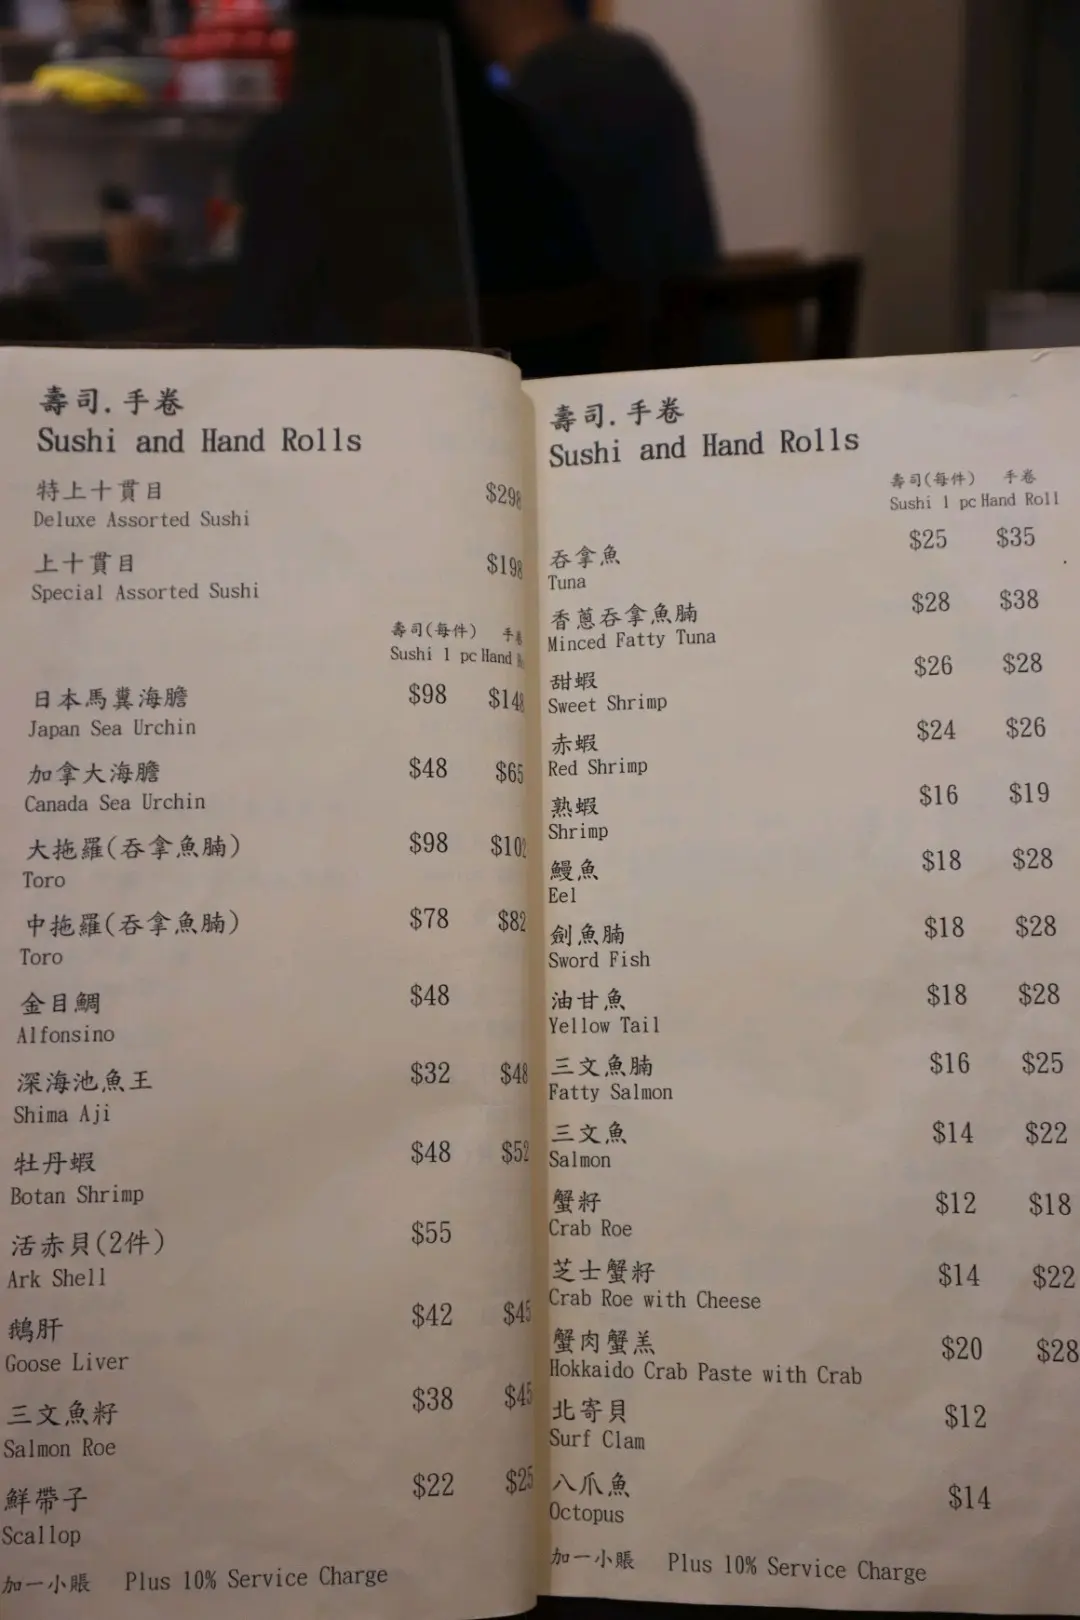 壽司.手卷
Sushi and Hand Rolls
特上十貫目 $298
Deluxe Assorted Sushi
上十貫目 $198
Special Assorted Sushi
壽司(每件) 手卷
Sushi 1 pc Hand
日本馬糞海膽 $98 $148
Japan Sea Urchin
加拿大海膽 $48 $65
Canada Sea Urchin
大拖羅(吞拿魚腩) $98 $102
Toro
中拖羅(吞拿魚腩) $78 $82
Toro
金目鯛 $48
Alfonsino
深海池魚王 $32 $48
Shima Aji
牡丹蝦 $48 $52
Botan Shrimp
活赤貝(2件) $55
Ark Shell
鵝肝 $42 $45
Goose Liver
三文魚籽 $38 $45
Salmon Roe
鮮帶子 $22 $25
Scallop
加一小賬 Plus 10% Service Charge
壽司.手卷
Sushi and Hand Rolls
壽司(每件) 手卷
Sushi 1 pc Hand Roll
吞拿魚 $25 $35
Tuna
香蔥吞拿魚腩 $28 $38
Minced Fatty Tuna
甜蝦 $26 $28
Sweet Shrimp
赤蝦 $24 $26
Red Shrimp
熟蝦 $16 $19
Shrimp
鰻魚 $18 $28
Eel
劍魚腩 $18 $28
Sword Fish
油甘魚 $18 $28
Yellow Tail
三文魚腩 $16 $25
Fatty Salmon
三文魚 $14 $22
Salmon
蟹籽 $12 $18
Crab Roe
芝士蟹籽 $14 $22
Crab Roe with Cheese
蟹肉蟹羔 $20 $28
Hokkaido Crab Paste with Crab
北寄貝 $12
Surf Clam
八爪魚 $14
Octopus
加一小賬 Plus 10% Service Charge